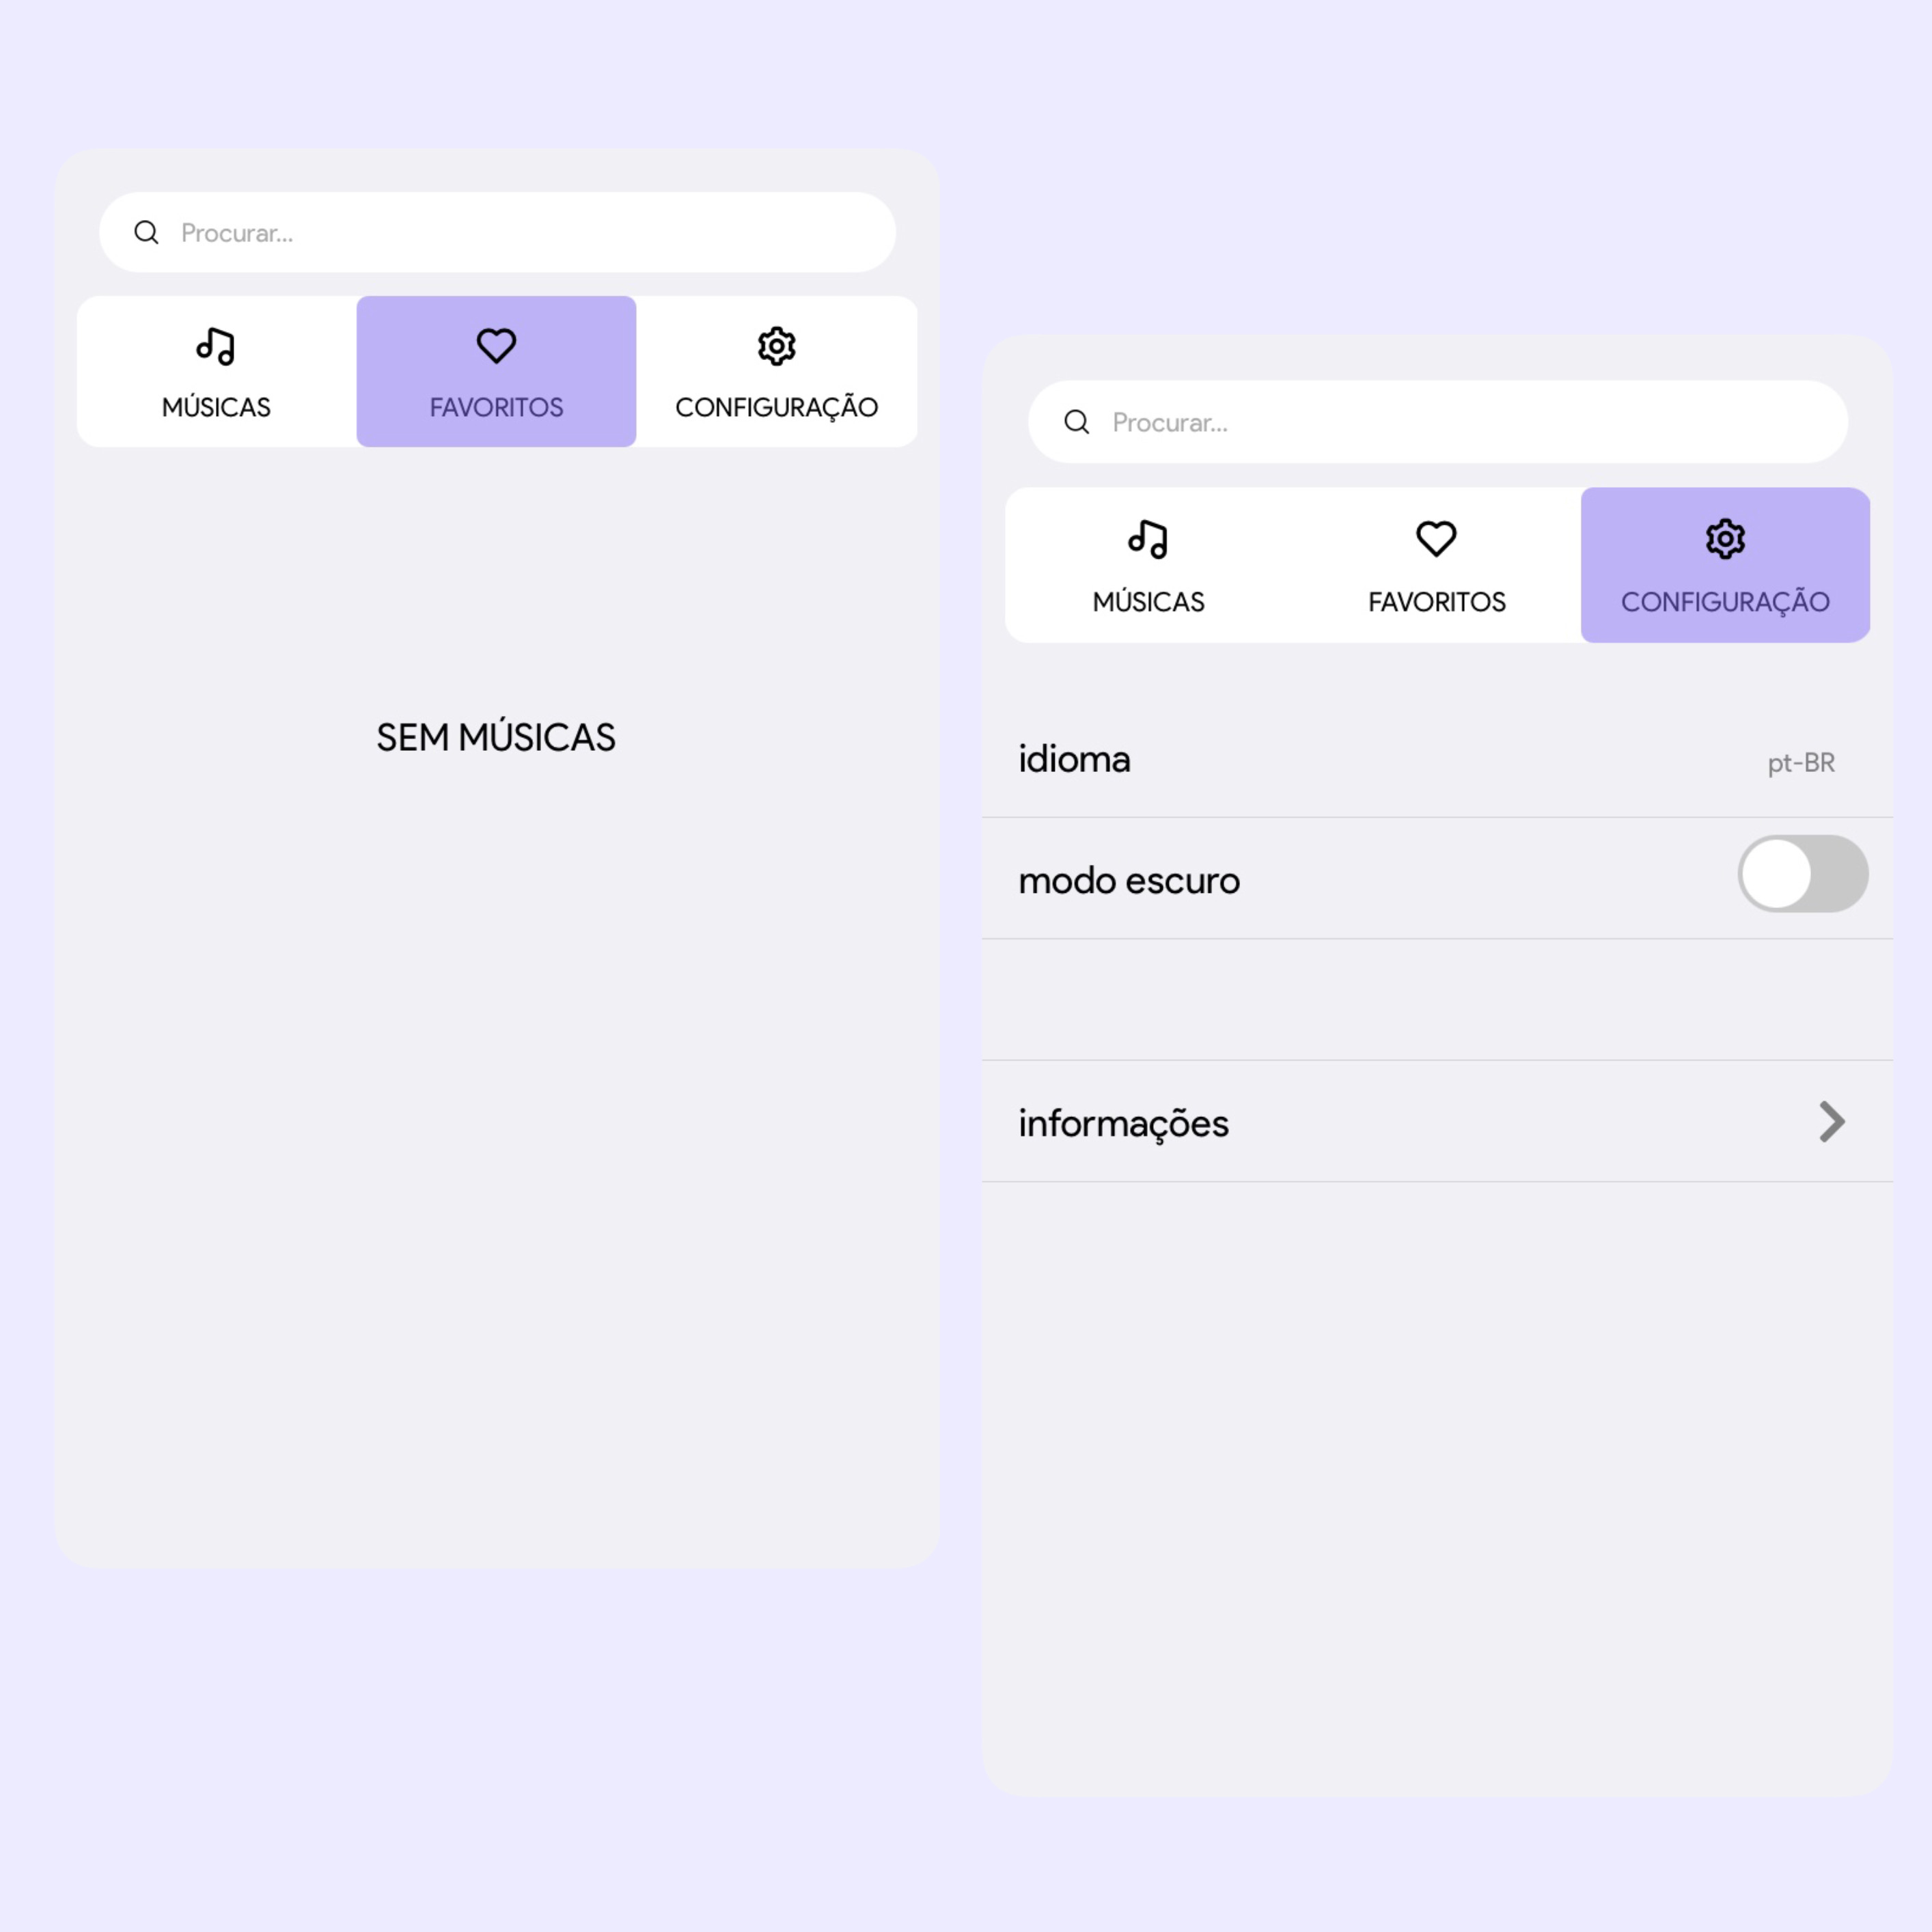 Procurar...
MÚSICAS
FAVORITOS
CONFIGURAÇÃO
SEM MÚSICAS
Procurar...
MÚSICAS
FAVORITOS
CONFIGURAÇÃO
idioma
pt-BR
modo escuro
informações